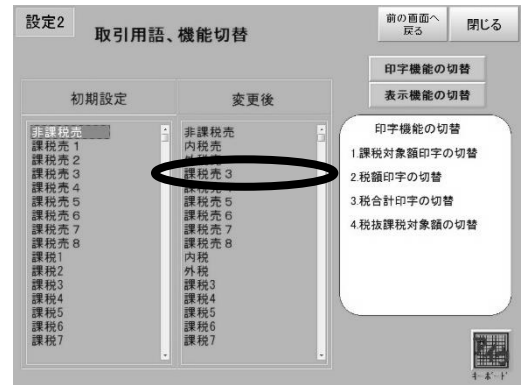 設定2
取引用語、機能切替
前の画面へ
戻る
閉じる
印字機能の切替
表示機能の切替
初期設定
変更後
非課税売
課税売1
課税売2
課税売3
課税売4
課税売5
課税売6
課税売7
課税売8
課税1
課税2
課税3
課税4
課税5
課税6
課税7
非課税売
内税売
課税売3
課税売5
課税売6
課税売7
課税売8
内税
外税
課税3
課税4
課税5
課税6
課税7
印字機能の切替
1.課税対象額印字の切替
2.税額印字の切替
3.税合計印字の切替
4.税抜課税対象額の切替
キーボード